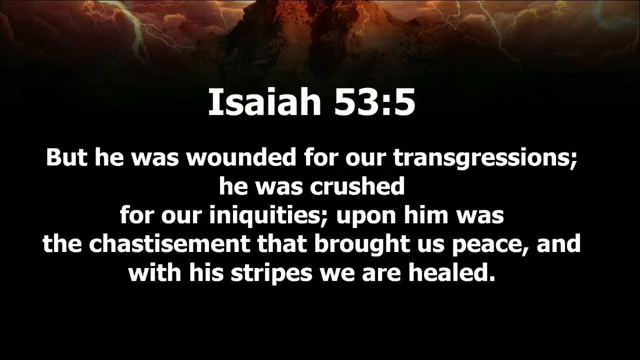 Isaiah 53:5
But he was wounded for our transgressions;
he was crushed
for our iniquities; upon him was
the chastisement that brought us peace, and
with his stripes we are healed.